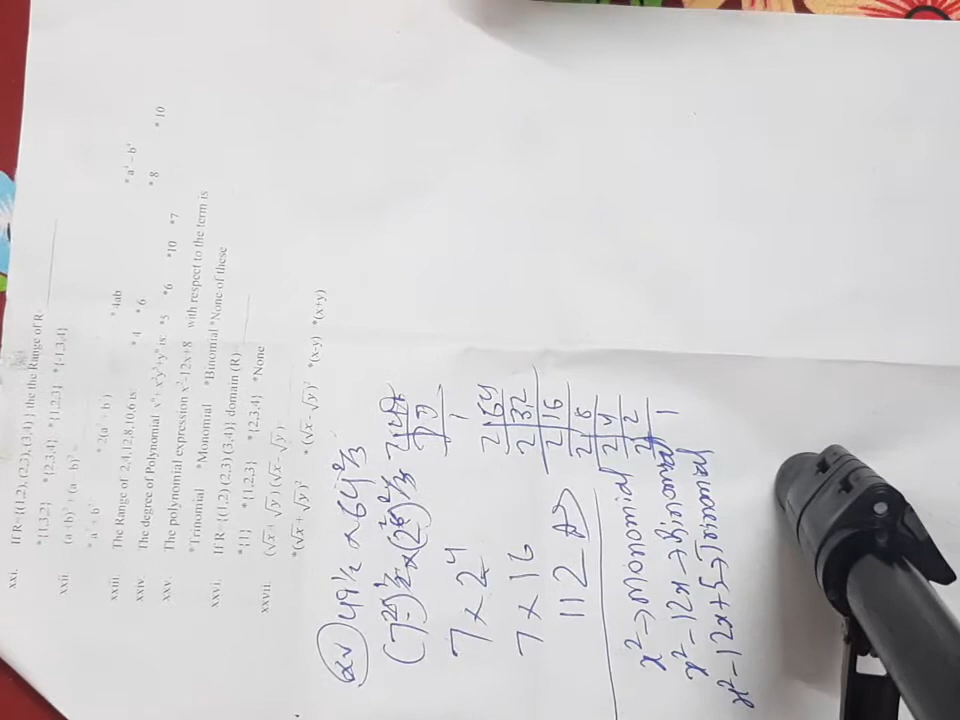 xxi. If R={(1,2), (2,3), (3,4)} the the Range of R
*{1,3,2} *{2,3,4} *{1,2,3} *{-1,3,4}
xxii (a+b)² + (a – b)² =
* a² + b² * 2(a² + b²) *4ab * a² – b²
xxiii. The Range of 2,4,12,8,10,6 is: * 4 * 6 * 8 * 10
xxiv The degree of Polynomial is: *5 *6 *10 *7
xxv. The polynomial expression x²-12x+8 with respect to the term is
*Trinomial *Monomial *Binomial *None of these
xxvi. If R={(1,2) (2,3) (3,4)} domain (R)
*{1} *{1,2,3} *{2,3,4} *None
xxvii. (√x + √y) (√x – √y)
*(√x + √y)² *(√x - √y)² *(x-y) *(x+y)
xv 49½ × 64⅔
7 × 2⁴
7 × 16
112 A
2 64
2 32
2 16
2 8
2 4
2 2
1
x² → monomial
x² – 12x → Binomial
x² – 12x + 5 → Trinomial